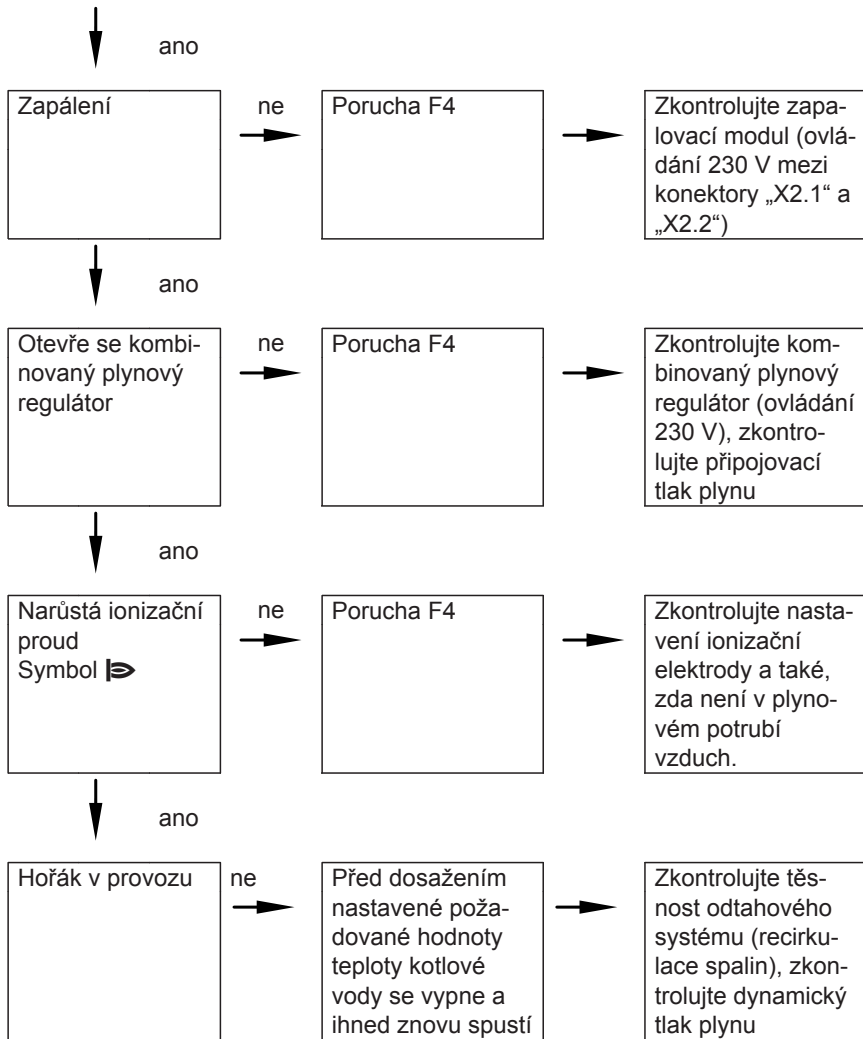 ano
Zapálení
ne
Porucha F4
Zkontrolujte zapa-
lovací modul (ovlá-
dání 230 V mezi
konektory „X2.1“ a
„X2.2“)
ano
Otevře se kombi-
novaný plynový
regulátor
ne
Porucha F4
Zkontrolujte kom-
binovaný plynový
regulátor (ovládání
230 V), zkontro-
lujte připojovací
tlak plynu
ano
Narůstá ionizační
proud
Symbol
ne
Porucha F4
Zkontrolujte nasta-
vení ionizační
elektrody a také,
zda není v plyno-
vém potrubí
vzduch.
ano
Hořák v provozu
ne
Před dosažením
nastavené poža-
dované hodnoty
teploty kotlové
vody se vypne a
ihned znovu spustí
Zkontrolujte těs-
nost odtahového
systému (recirku-
lace spalin), zkon-
trolujte dynamický
tlak plynu